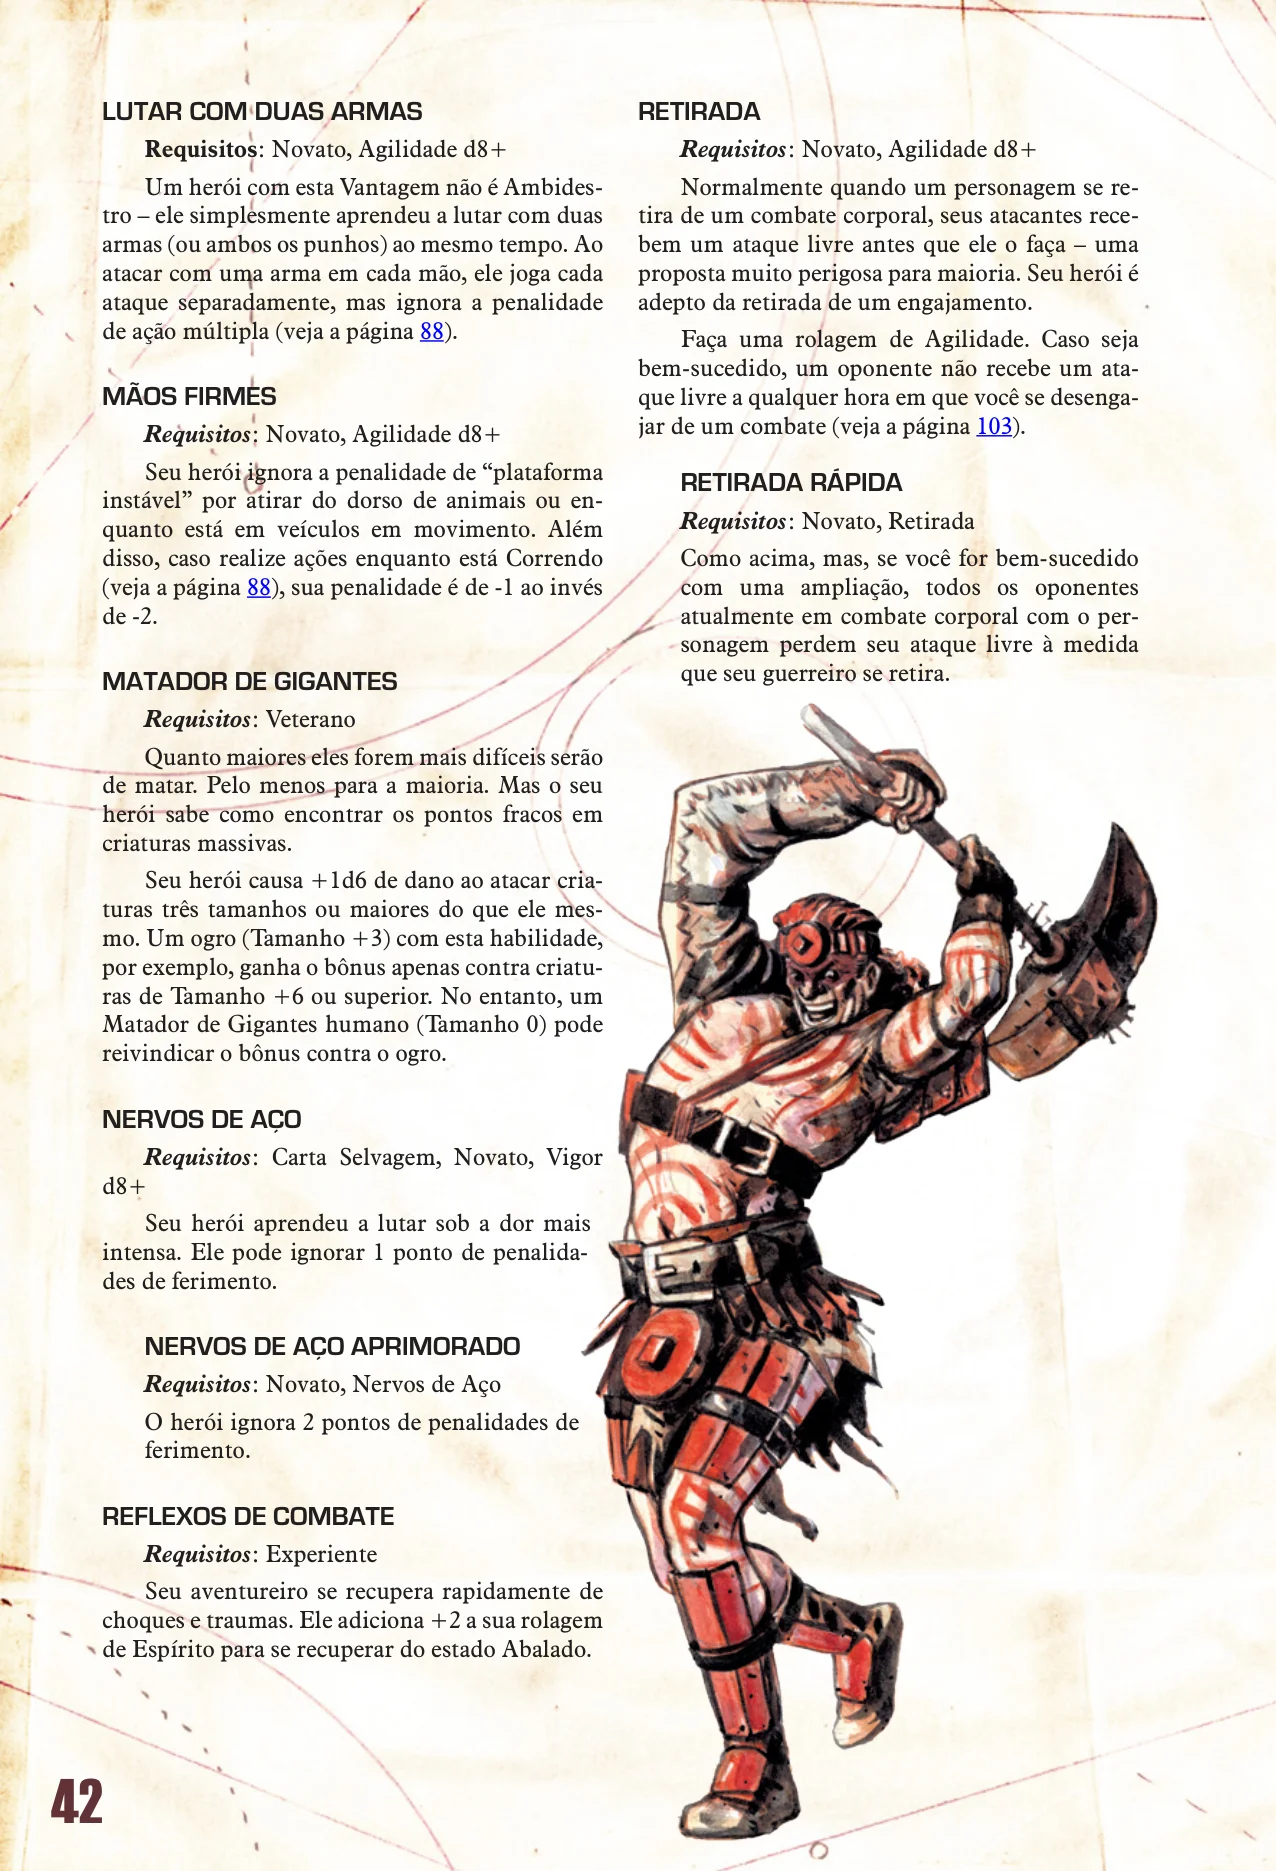 LUTAR COM DUAS ARMAS
Requisitos: Novato, Agilidade d8+
Um herói com esta Vantagem não é Ambides-
tro – ele simplesmente aprendeu a lutar com duas
armas (ou ambos os punhos) ao mesmo tempo. Ao
atacar com uma arma em cada mão, ele joga cada
ataque separadamente, mas ignora a penalidade
de ação múltipla (veja a página 88).
MÃOS FIRMES
Requisitos: Novato, Agilidade d8+
Seu herói ignora a penalidade de “plataforma
instável” por atirar do dorso de animais ou en-
quanto está em veículos em movimento. Além
disso, caso realize ações enquanto está Correndo
(veja a página 88), sua penalidade é de -1 ao invés
de -2.
MATADOR DE GIGANTES
Requisitos: Veterano
Quanto maiores eles forem mais difíceis serão
de matar. Pelo menos para a maioria. Mas o seu
herói sabe como encontrar os pontos fracos em
criaturas massivas.
Seu herói causa +1d6 de dano ao atacar cria-
turas três tamanhos ou maiores do que ele mes-
mo. Um ogro (Tamanho +3) com esta habilidade,
por exemplo, ganha o bônus apenas contra criatu-
ras de Tamanho +6 ou superior. No entanto, um
Matador de Gigantes humano (Tamanho 0) pode
reivindicar o bônus contra o ogro.
NERVOS DE AÇO
Requisitos: Carta Selvagem, Novato, Vigor
d8+
Seu herói aprendeu a lutar sob a dor mais
intensa. Ele pode ignorar 1 ponto de penalida-
des de ferimento.
NERVOS DE AÇO APRIMORADO
Requisitos: Novato, Nervos de Aço
O herói ignora 2 pontos de penalidades de
ferimento.
REFLEXOS DE COMBATE
Requisitos: Experiente
Seu aventureiro se recupera rapidamente de
choques e traumas. Ele adiciona +2 a sua rolagem
de Espírito para se recuperar do estado Abalado.
RETIRADA
Requisitos: Novato, Agilidade d8+
Normalmente quando um personagem se re-
tira de um combate corporal, seus atacantes rece-
bem um ataque livre antes que ele o faça – uma
proposta muito perigosa para maioria. Seu herói é
adepto da retirada de um engajamento.
Faça uma rolagem de Agilidade. Caso seja
bem-sucedido, um oponente não recebe um ata-
que livre a qualquer hora em que você se desenga-
jar de um combate (veja a página 103).
RETIRADA RÁPIDA
Requisitos: Novato, Retirada
Como acima, mas, se você for bem-sucedido
com uma ampliação, todos os oponentes
atualmente em combate corporal com o per-
sonagem perdem seu ataque livre à medida
que seu guerreiro se retira.
42